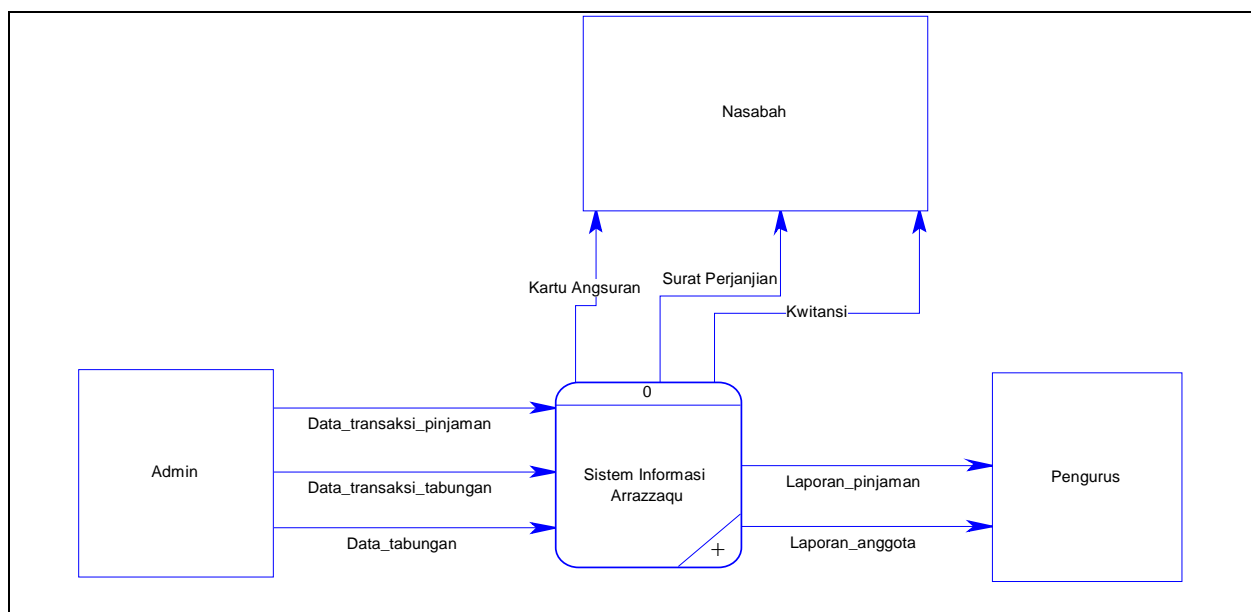 Nasabah
Kartu Angsuran
Surat Perjanjian
Kwitansi
0
Data_transaksi_pinjaman
Admin
Data_transaksi_tabungan
Data_tabungan
Sistem Informasi
Arrazzaqu
+
Laporan_pinjaman
Laporan_anggota
Pengurus